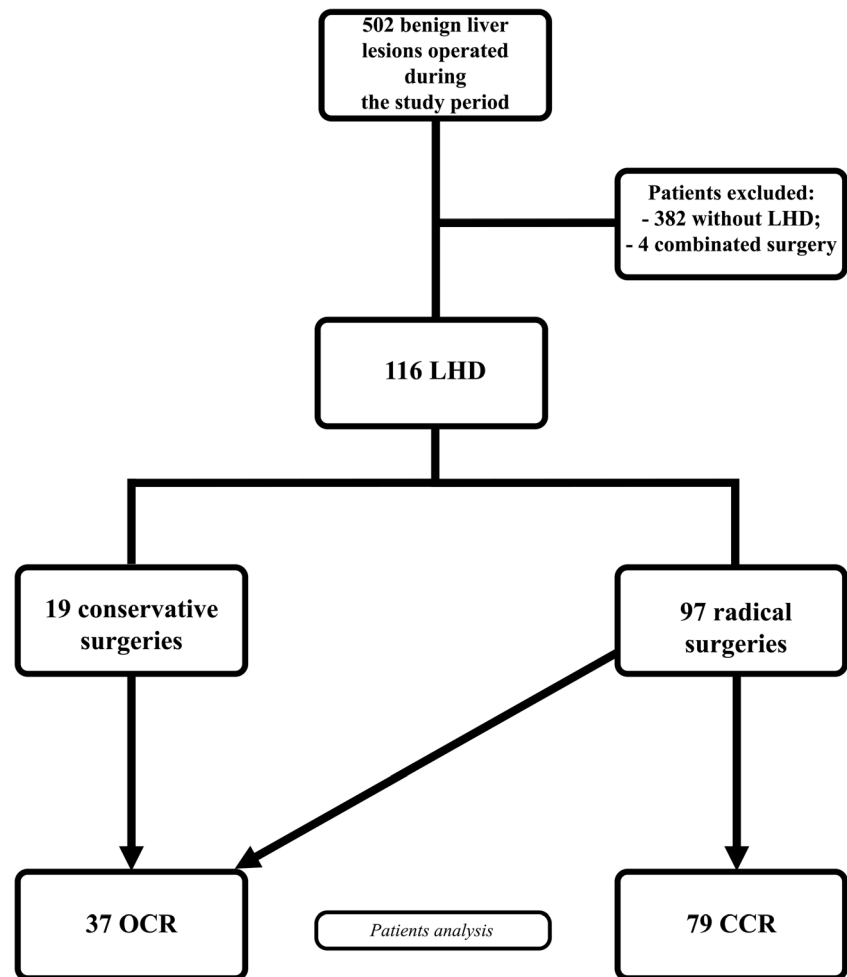 502 benign liver
lesions operated
during
the study period
Patients excluded:
- 382 without LHD;
- 4 combinated surgery
116 LHD
19 conservative
surgeries
97 radical
surgeries
37 OCR
Patients analysis
79 CCR